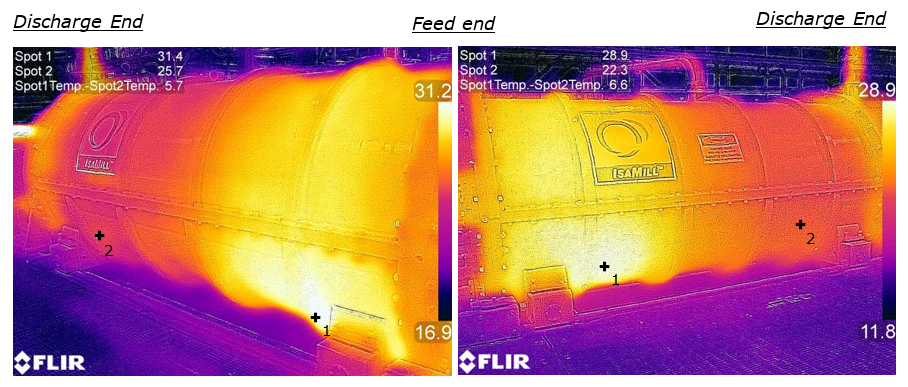 Discharge End
Feed end
Discharge End
Spot 1 31.4
Spot 2 25.7
Spot1Temp.-Spot2Temp. 5.7
31.2
ISAMILL™
2
1
16.9
FLIR
Spot 1 28.9
Spot 2 22.3
Spot1Temp.-Spot2Temp. 6.6
28.9
ISAMILL™
2
1
11.8
FLIR